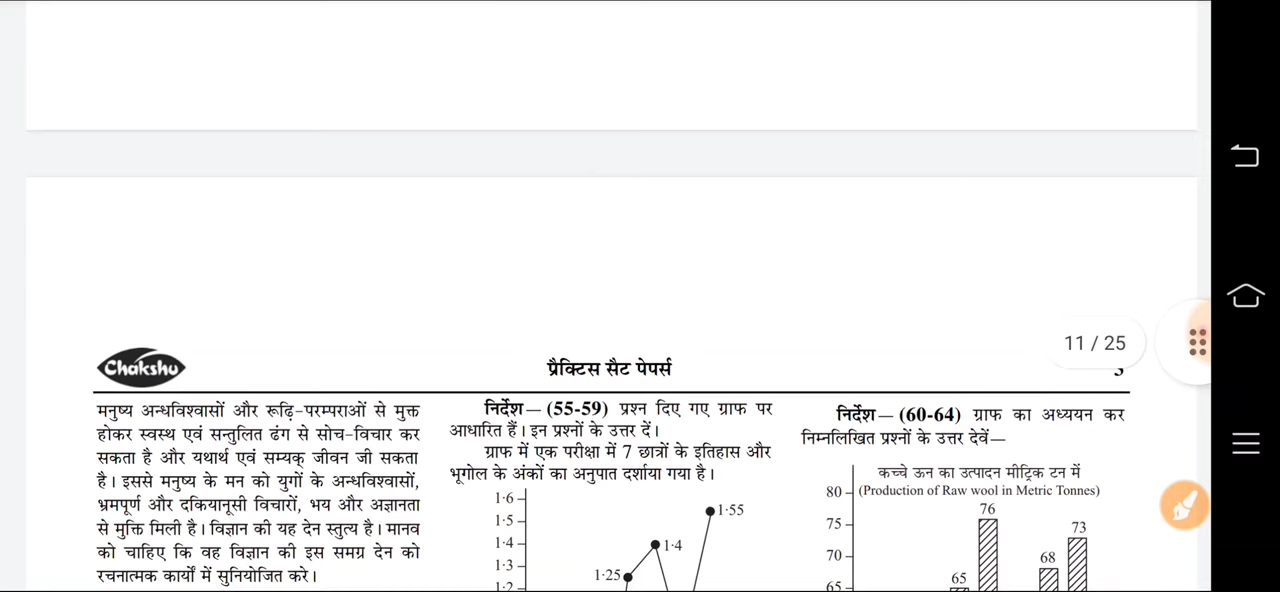 11 / 25
Chakshu
प्रैक्टिस सैट पेपर्स
मनुष्य अन्धविश्वासों और रूढ़ि-परम्पराओं से मुक्त
होकर स्वस्थ एवं सन्तुलित ढंग से सोच-विचार कर
सकता है और यथार्थ एवं सम्यक् जीवन जी सकता
है। इससे मनुष्य के मन को युगों के अन्धविश्वासों,
भ्रमपूर्ण और दकियानूसी विचारों, भय और अज्ञानता
से मुक्ति मिली है। विज्ञान की यह देन स्तुत्य है। मानव
को चाहिए कि वह विज्ञान की इस समग्र देन को
रचनात्मक कार्यों में सुनियोजित करे।
निर्देश— (55-59) प्रश्न दिए गए ग्राफ पर
आधारित हैं। इन प्रश्नों के उत्तर दें।
ग्राफ में एक परीक्षा में 7 छात्रों के इतिहास और
भूगोल के अंकों का अनुपात दर्शाया गया है।
1·6
1·5
1·55
1·4
1·4
1·3
1·25
1·2
निर्देश— (60-64) ग्राफ का अध्ययन कर
निम्नलिखित प्रश्नों के उत्तर देवें—
कच्चे ऊन का उत्पादन मीट्रिक टन में
80
(Production of Raw wool in Metric Tonnes)
76
75
73
70
68
65
65